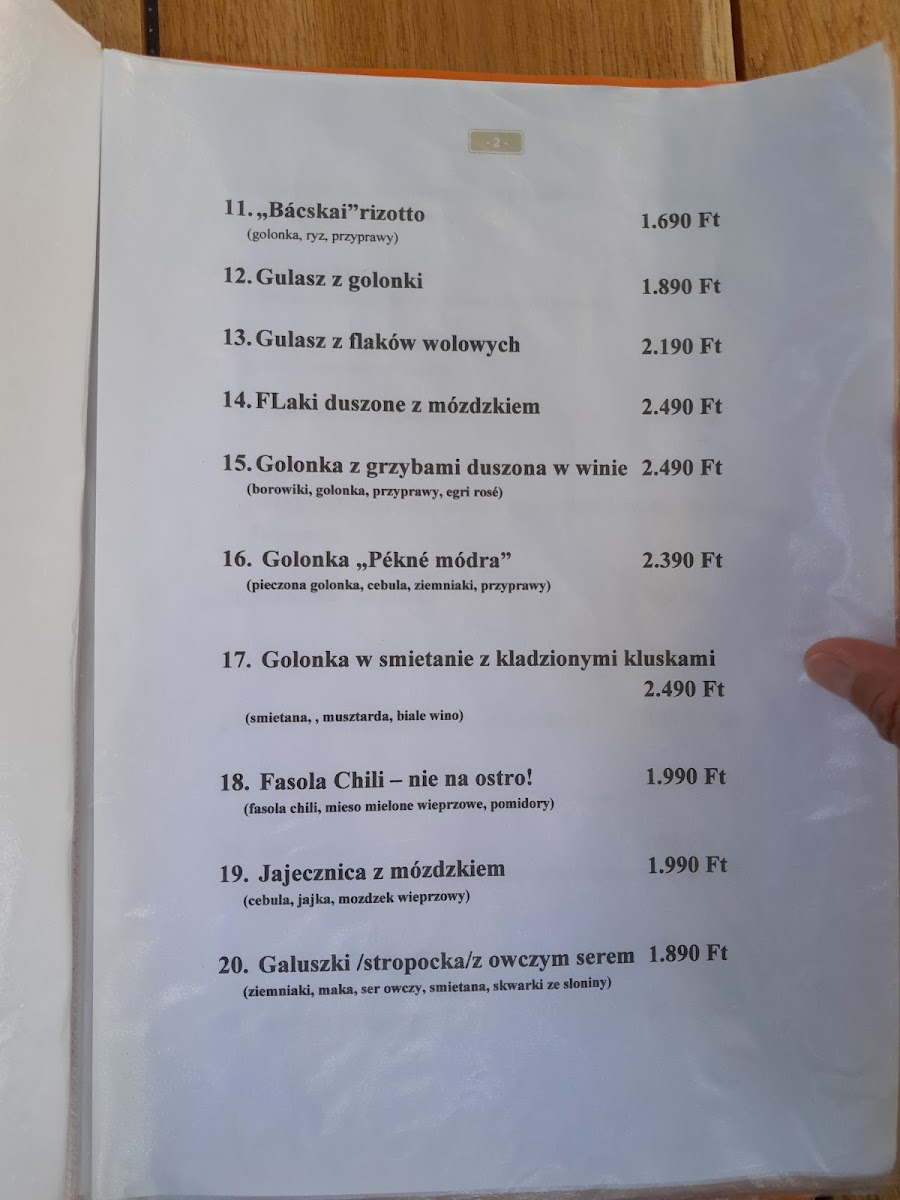 - 2 -
11. „Bácskai”rizotto 1.690 Ft
(golonka, ryz, przyprawy)
12. Gulasz z golonki 1.890 Ft
13. Gulasz z flaków wolowych 2.190 Ft
14. FLaki duszone z mózdzkiem 2.490 Ft
15. Golonka z grzybami duszona w winie 2.490 Ft
(borowiki, golonka, przyprawy, egri rosé)
16. Golonka „Pékné módra” 2.390 Ft
(pieczona golonka, cebula, ziemniaki, przyprawy)
17. Golonka w smietanie z kladzionymi kluskami
2.490 Ft
(smietana, , musztarda, biale wino)
18. Fasola Chili – nie na ostro! 1.990 Ft
(fasola chili, mieso mielone wieprzowe, pomidory)
19. Jajecznica z mózdzkiem 1.990 Ft
(cebula, jajka, mozdzek wieprzowy)
20. Galuszki /stropocka/z owczym serem 1.890 Ft
(ziemniaki, maka, ser owczy, smietana, skwarki ze sloniny)